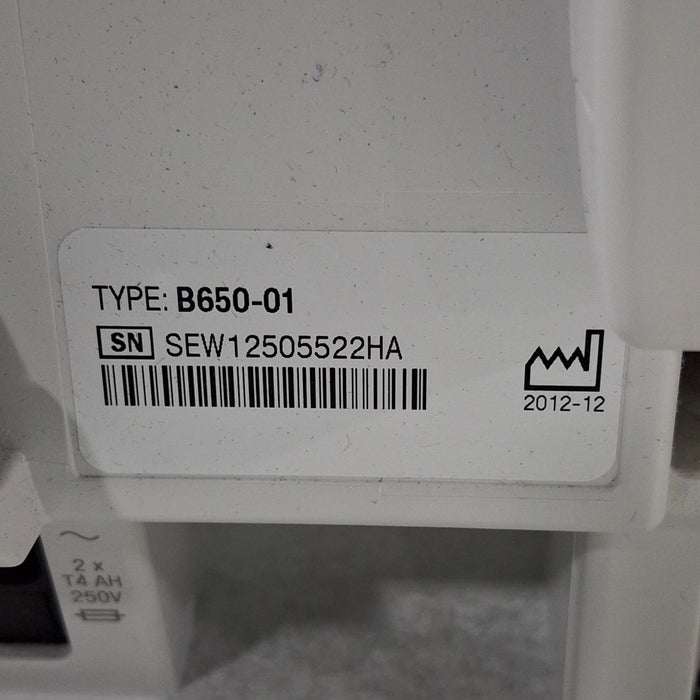 TYPE: B650-01
SN SEW12505522HA
2012-12
2 x
T4 AH
250V